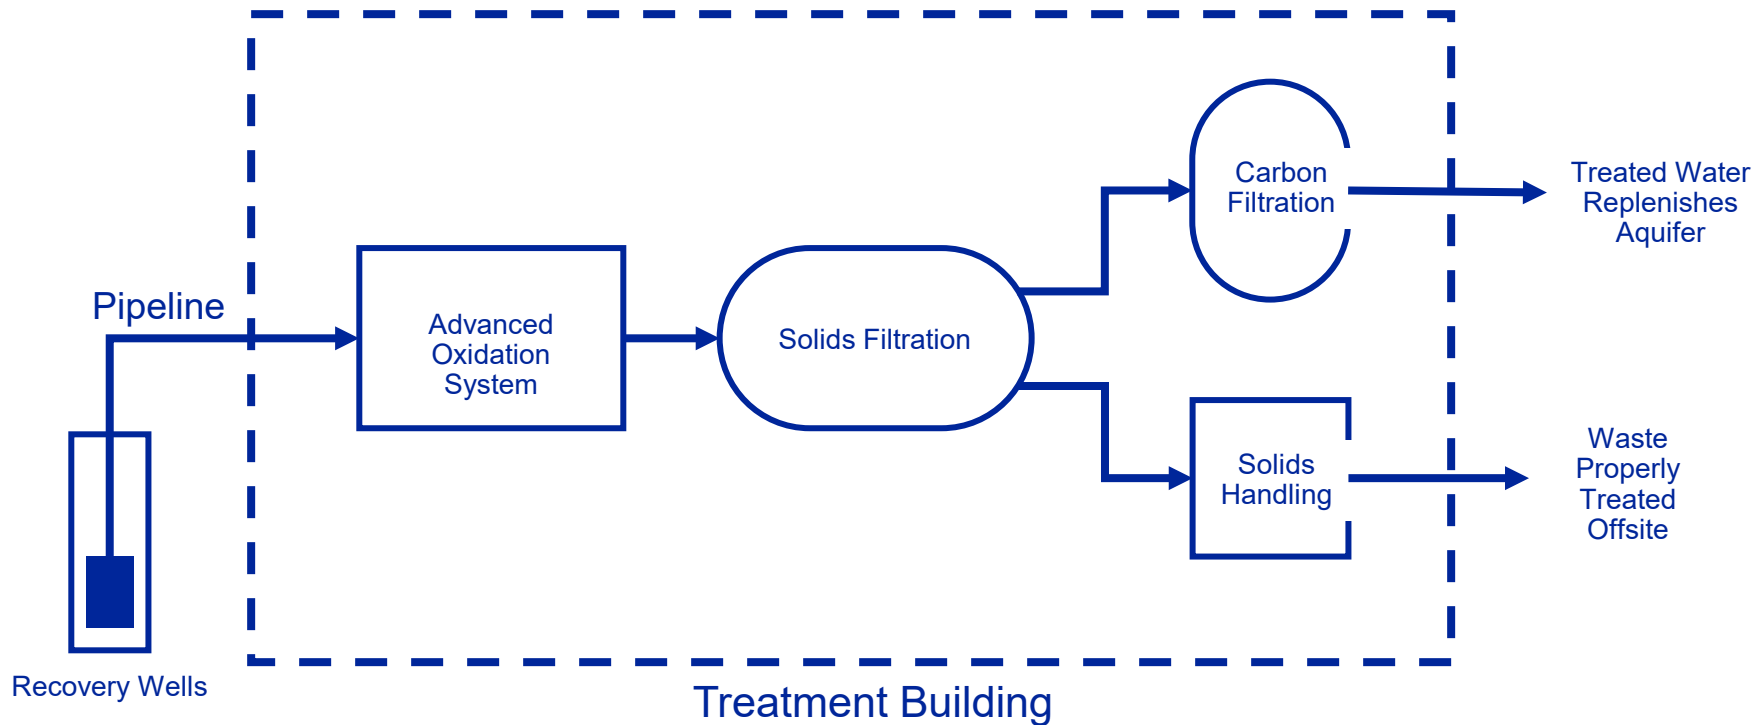 Pipeline
Recovery Wells
Advanced
Oxidation
System
Solids Filtration
Carbon
Filtration
Solids
Handling
Treated Water
Replenishes
Aquifer
Waste
Properly
Treated
Offsite
Treatment Building